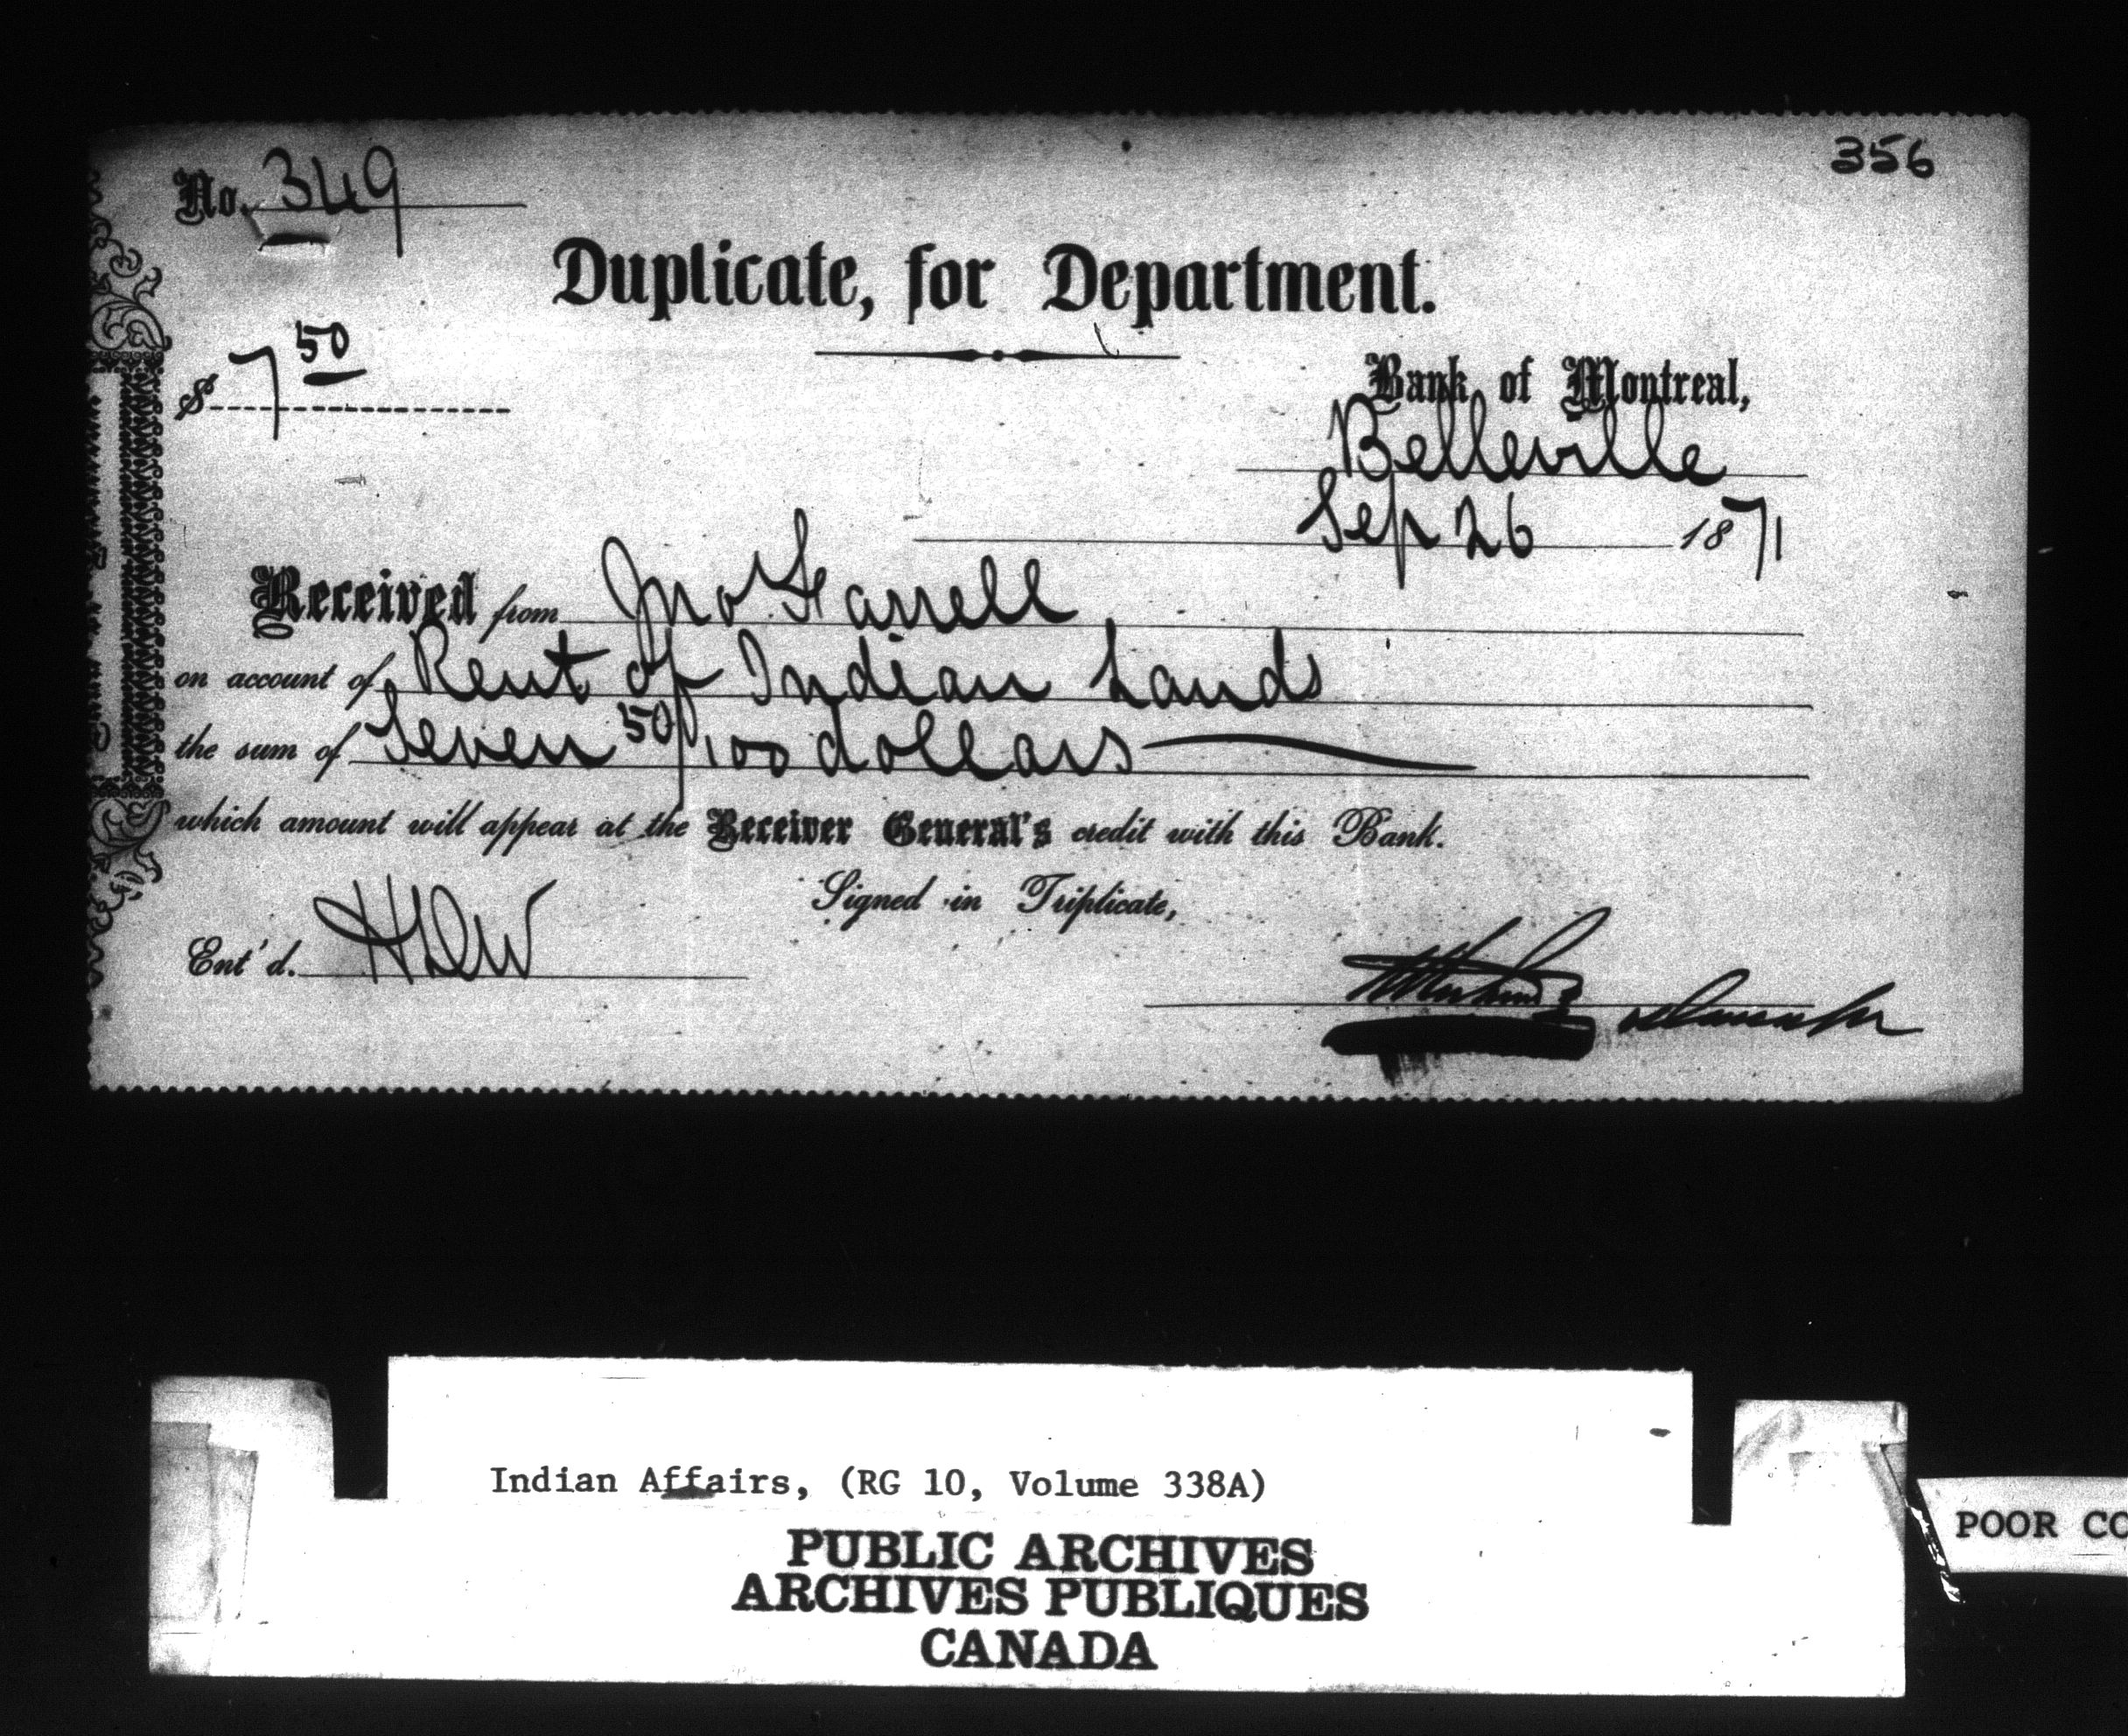 356
No. 349
Duplicate, for Department.
$ 7 50
Bank of Montreal,
Belleville
Sep 26 1871
Received from Jno Farrell
on account of Rent of Indian Lands
the sum of Seven 50/100 dollars
which amount will appear at the Receiver General's credit with this Bank.
Signed in Triplicate,
Ent'd.
Indian Affairs, (RG 10, Volume 338A)
PUBLIC ARCHIVES
ARCHIVES PUBLIQUES
CANADA
POOR CO